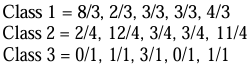 Class 1 = 8/3, 2/3, 3/3, 3/3, 4/3
Class 2 = 2/4, 12/4, 3/4, 3/4, 11/4
Class 3 = 0/1, 1/1, 3/1, 0/1, 1/1